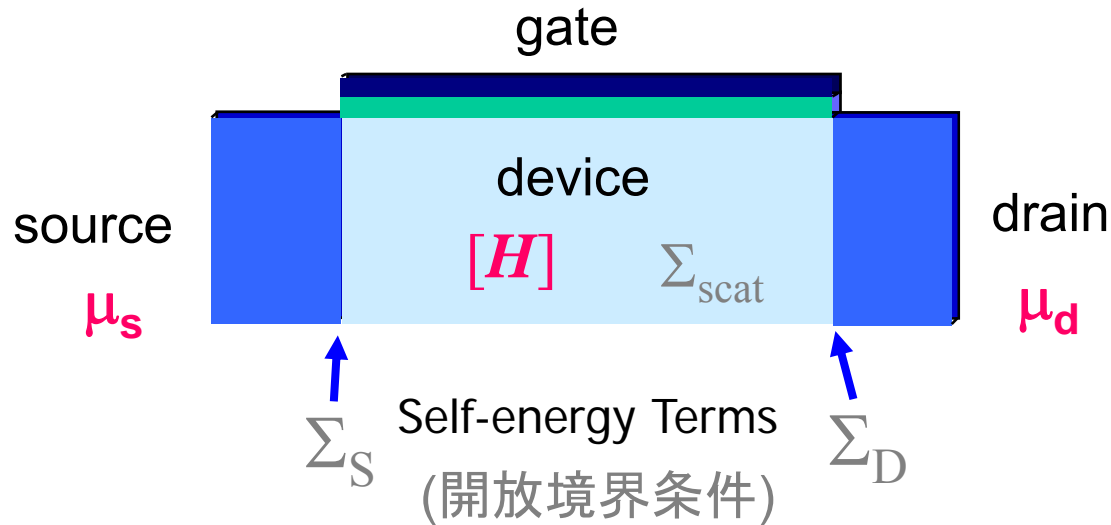 gate
device
source
drain
[H]
Σscat
μs
μd
Self-energy Terms
ΣS
ΣD
(開放境界条件)